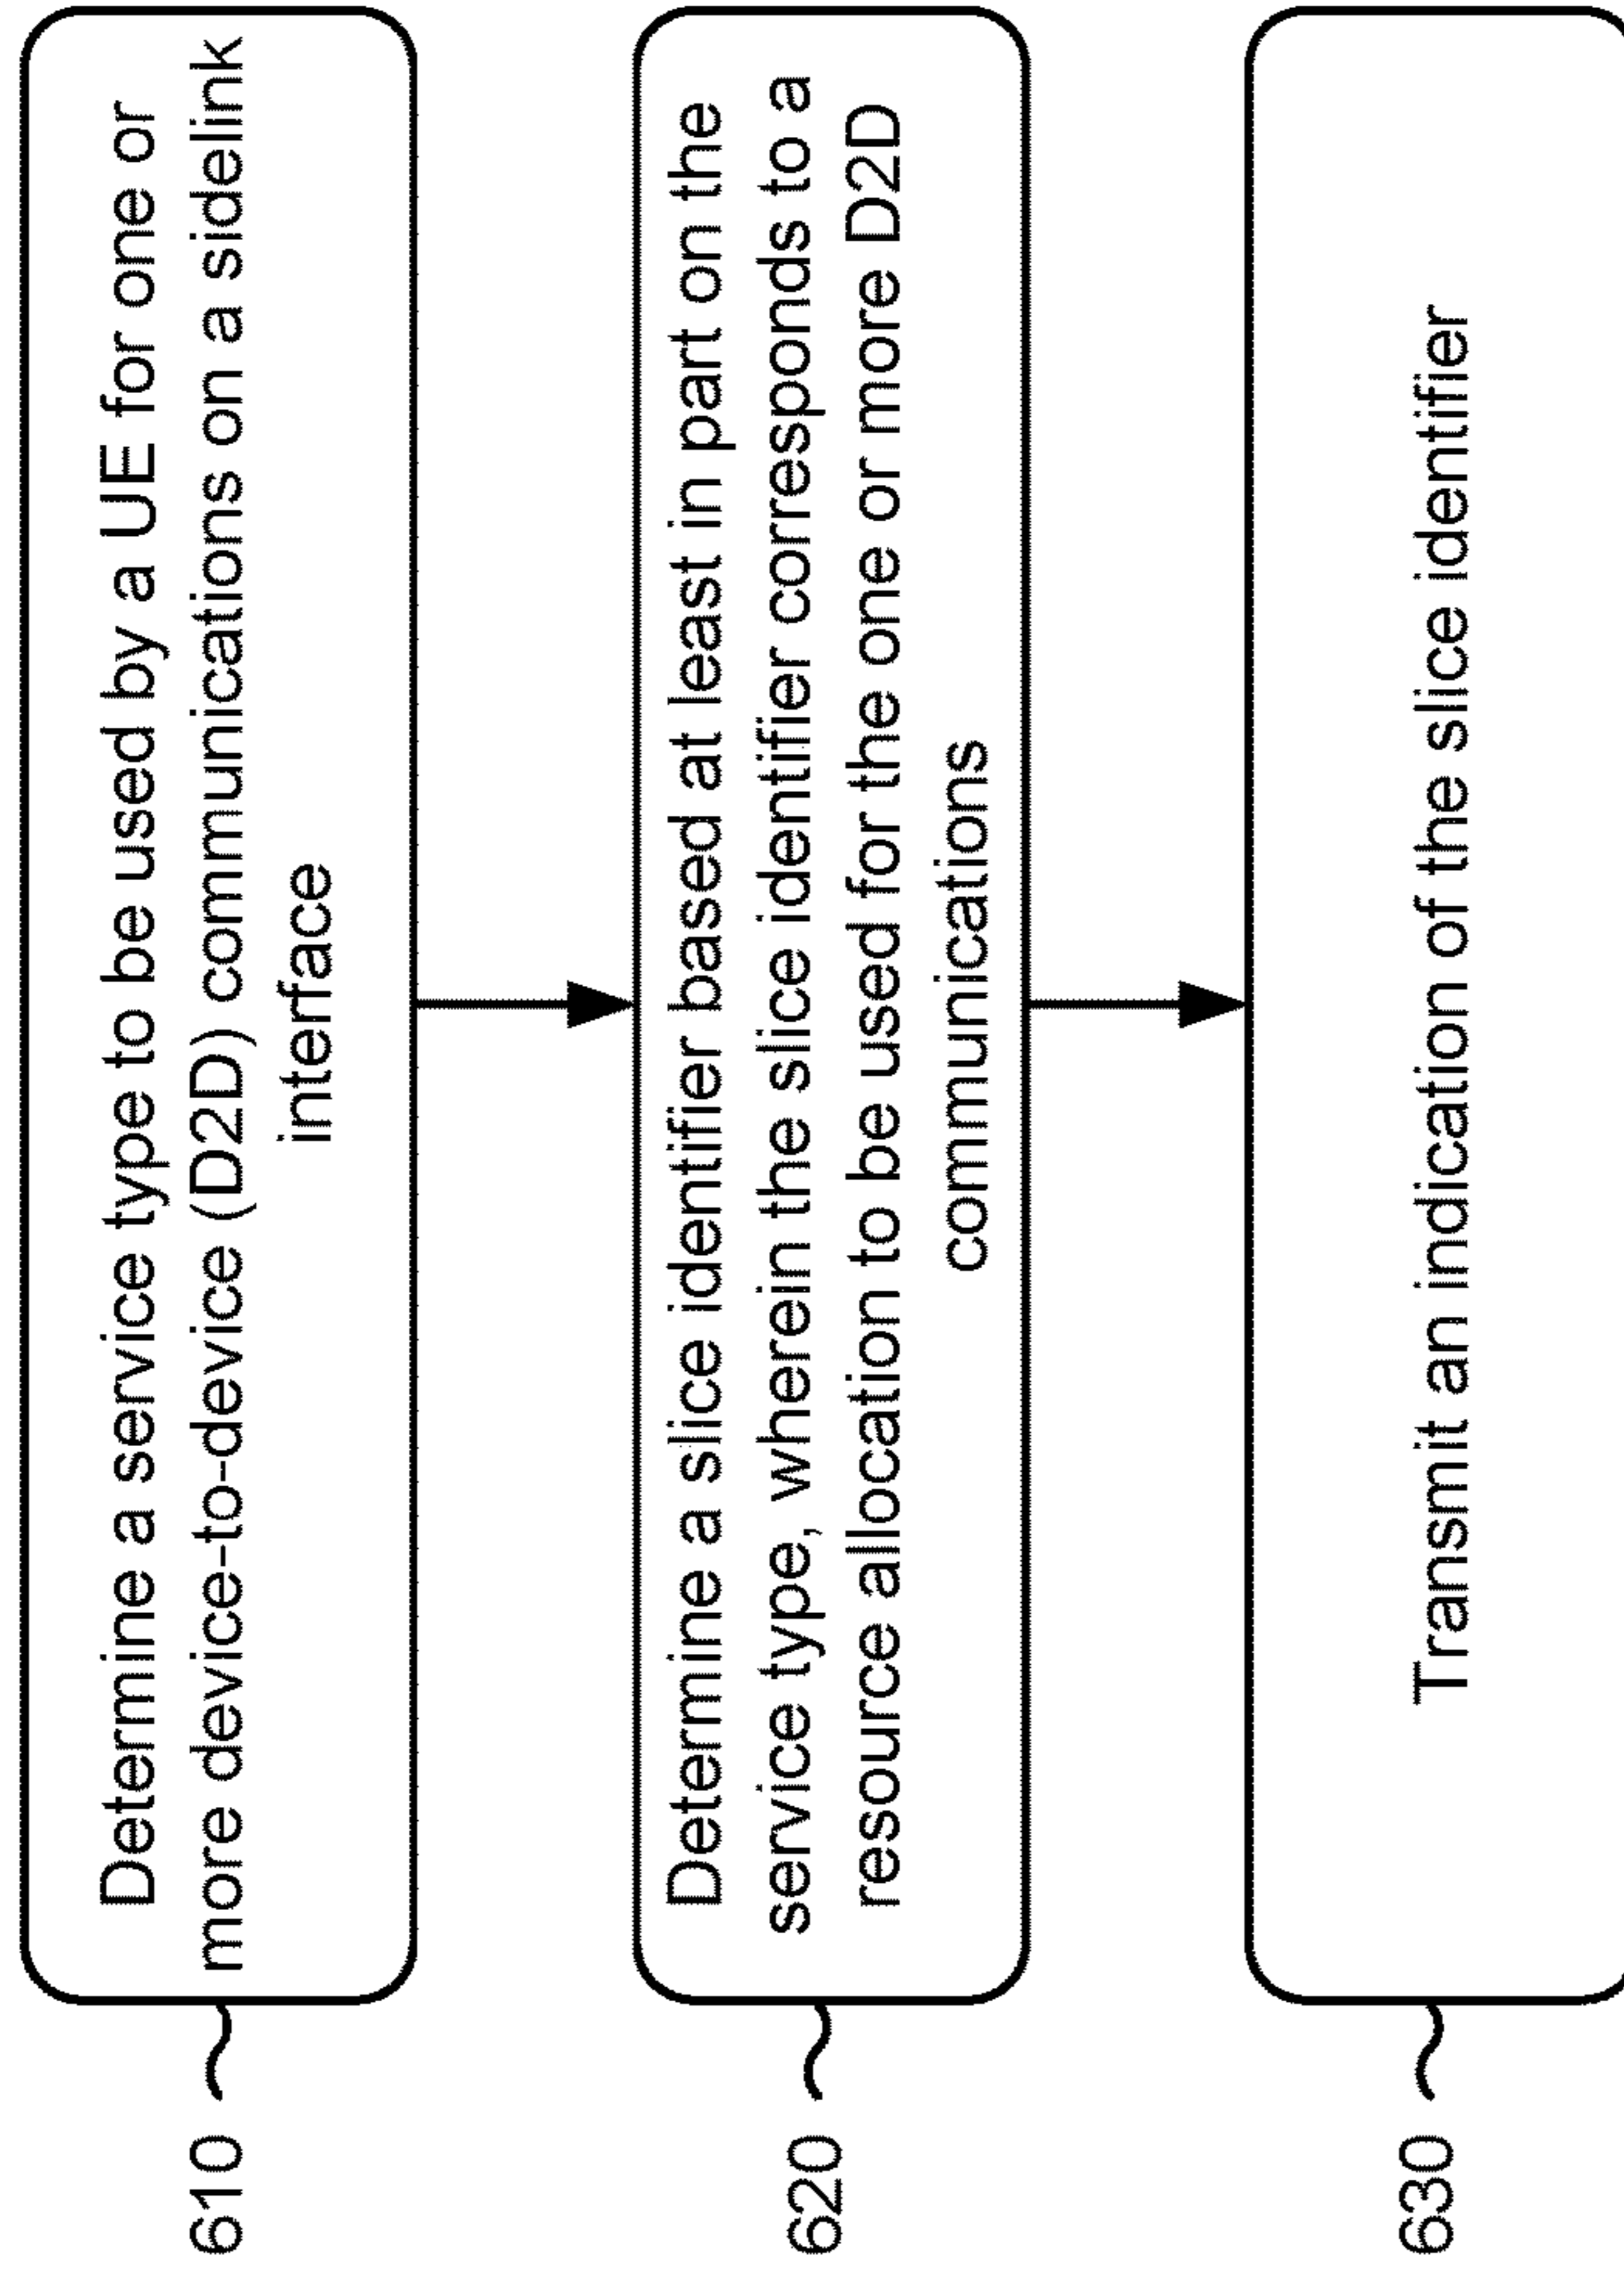 610
Determine a service type to be used by a UE for one or
more device-to-device (D2D) communications on a sidelink
interface
620
Determine a slice identifier based at least in part on the
service type, wherein the slice identifier corresponds to a
resource allocation to be used for the one or more D2D
communications
630
Transmit an indication of the slice identifier